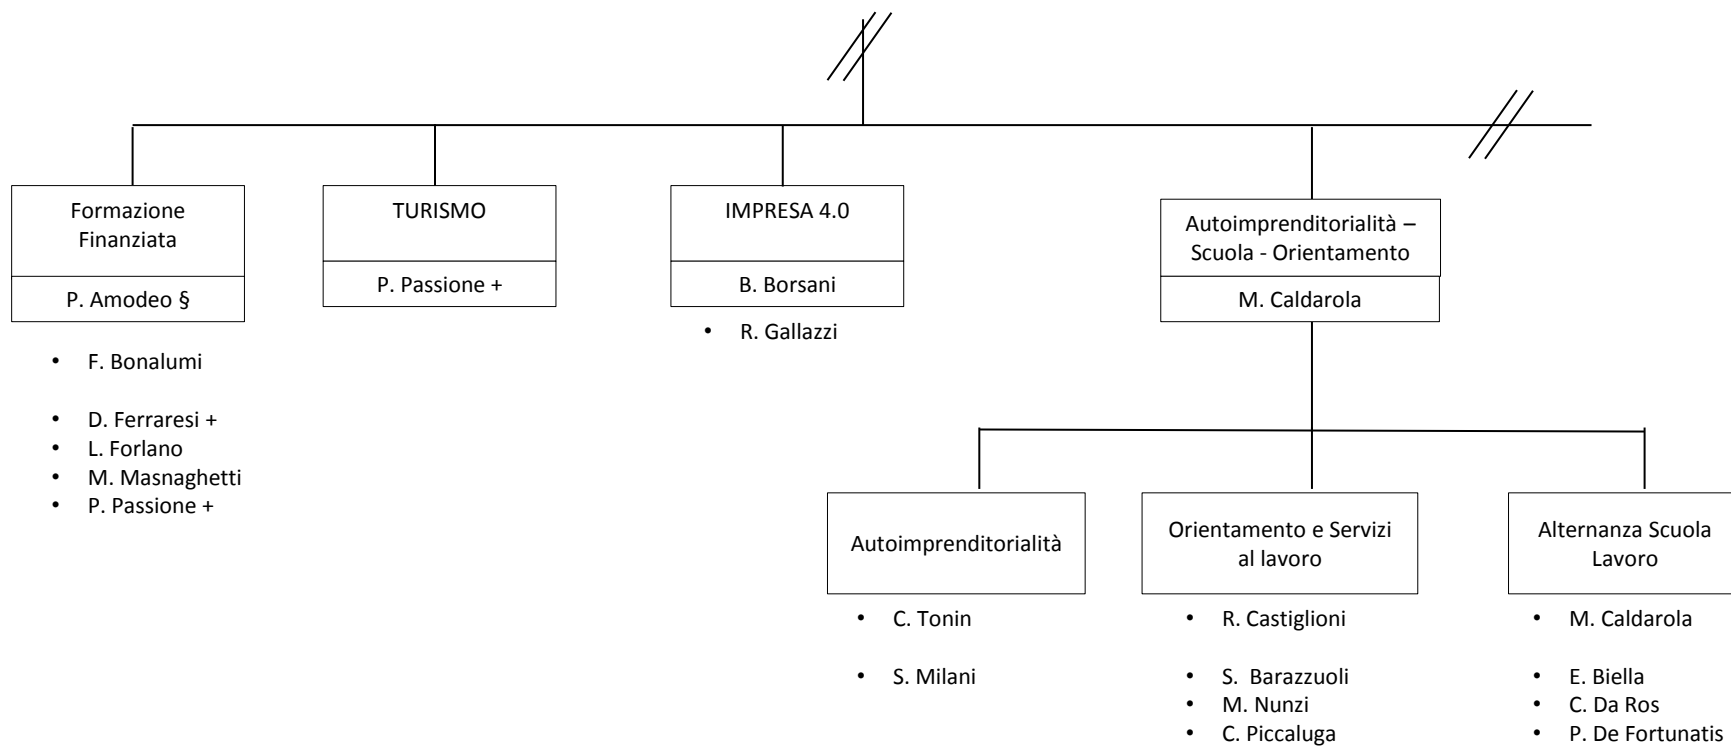 Formazione
Finanziata
P. Amodeo §
• F. Bonalumi
• D. Ferraresi +
• L. Forlano
• M. Masnaghetti
• P. Passione +
TURISMO
P. Passione +
IMPRESA 4.0
B. Borsani
• R. Gallazzi
Autoimprenditorialità –
Scuola - Orientamento
M. Caldarola
Autoimprenditorialità
• C. Tonin
• S. Milani
Orientamento e Servizi
al lavoro
• R. Castiglioni
• S. Barazzuoli
• M. Nunzi
• C. Piccaluga
Alternanza Scuola
Lavoro
• M. Caldarola
• E. Biella
• C. Da Ros
• P. De Fortunatis